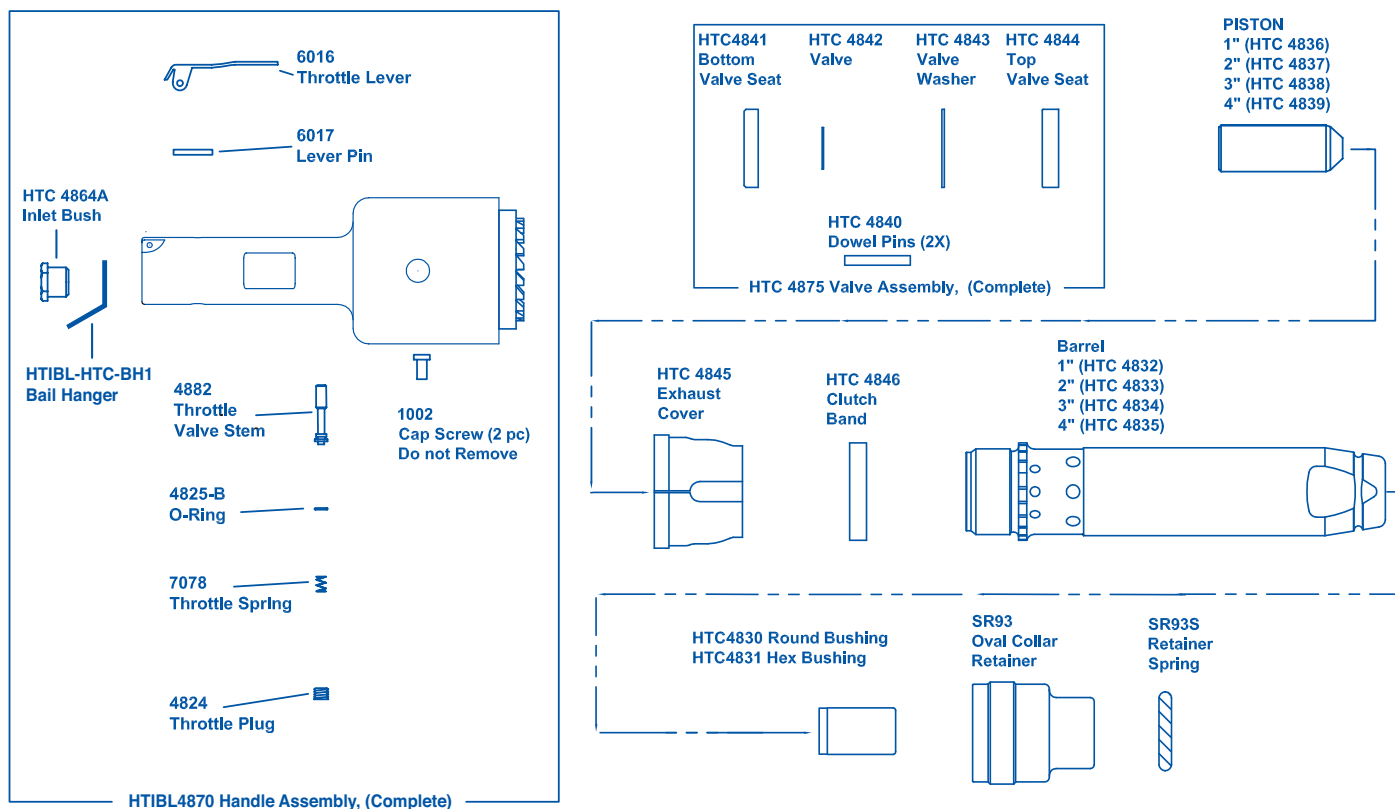 6016
Throttle Lever
6017
Lever Pin
HTC 4864A
Inlet Bush
HTIBL-HTC-BH1
Bail Hanger
4882
Throttle
Valve Stem
1002
Cap Screw (2 pc)
Do not Remove
4825-B
O-Ring
7078
Throttle Spring
4824
Throttle Plug
HTIBL4870 Handle Assembly, (Complete)
HTC4841
Bottom
Valve Seat
HTC 4842
Valve
HTC 4843
Valve
Washer
HTC 4844
Top
Valve Seat
HTC 4840
Dowel Pins (2X)
HTC 4875 Valve Assembly, (Complete)
PISTON
1" (HTC 4836)
2" (HTC 4837)
3" (HTC 4838)
4" (HTC 4839)
HTC 4845
Exhaust
Cover
HTC 4846
Clutch
Band
Barrel
1" (HTC 4832)
2" (HTC 4833)
3" (HTC 4834)
4" (HTC 4835)
HTC4830 Round Bushing
HTC4831 Hex Bushing
SR93
Oval Collar
Retainer
SR93S
Retainer
Spring